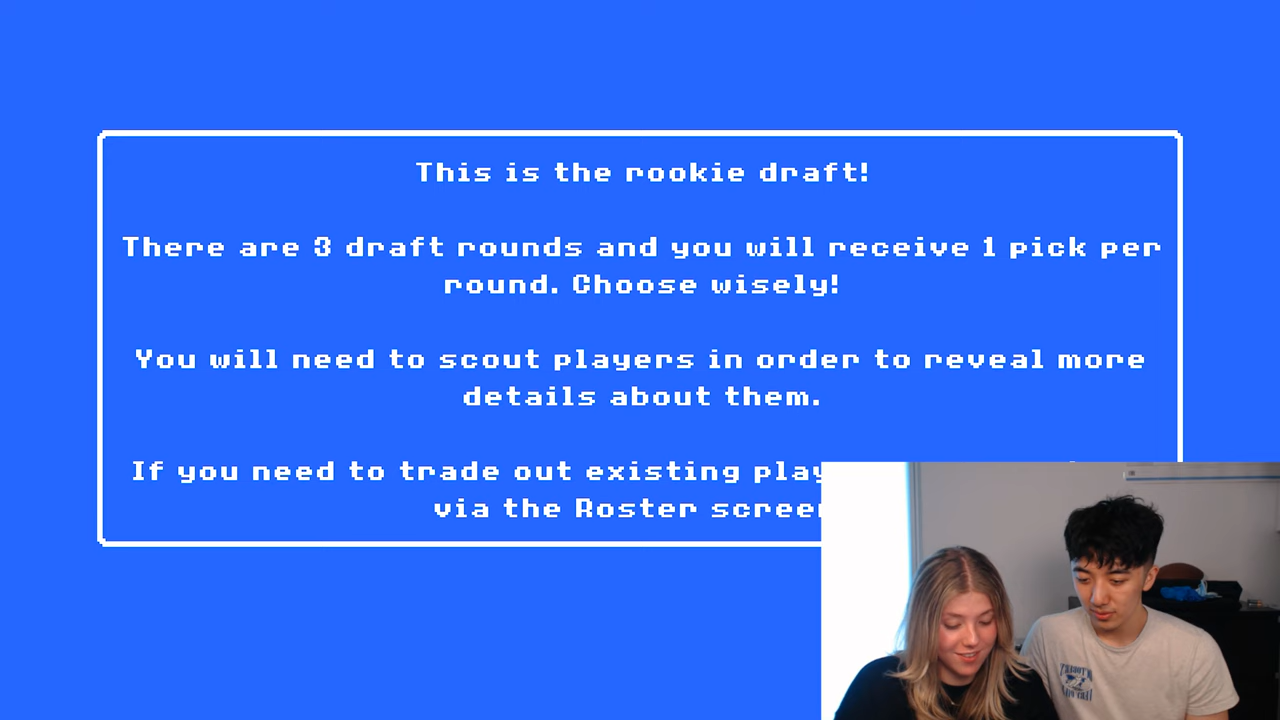 This is the rookie draft!
There are 3 draft rounds and you will receive 1 pick per
round. Choose wisely!
You will need to scout players in order to reveal more
details about them.
If you need to trade out existing
via the Roster